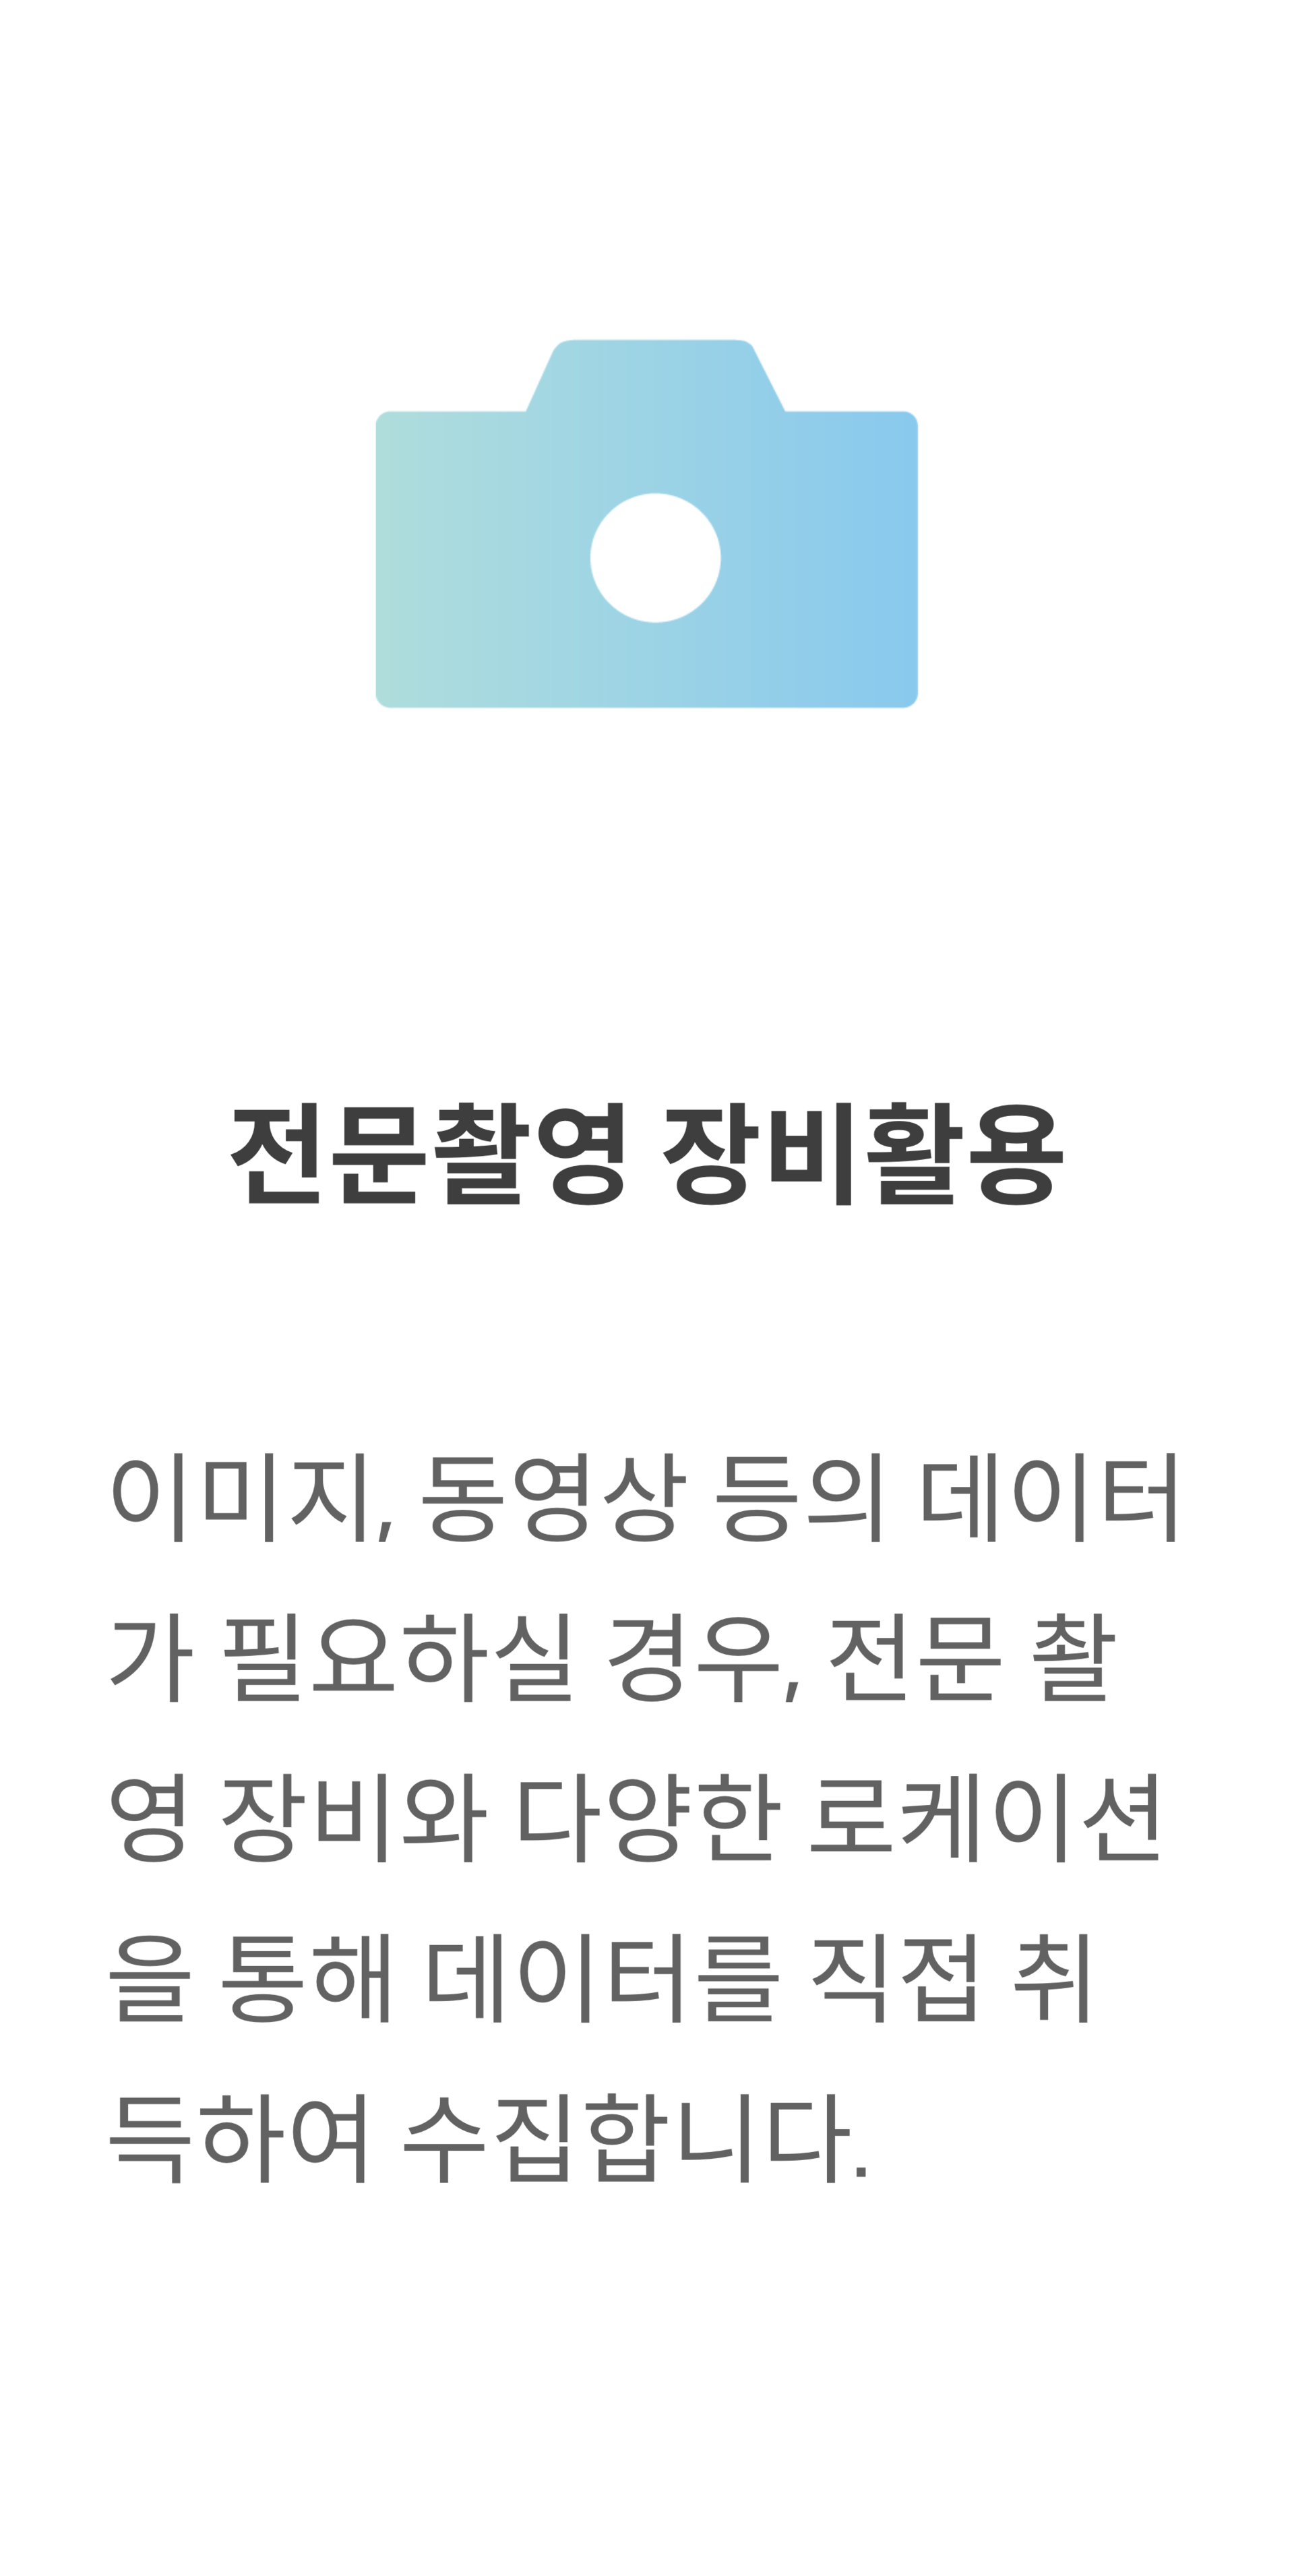 전문촬영 장비활용
이미지, 동영상 등의 데이터
가 필요하실 경우, 전문 촬
영 장비와 다양한 로케이션
을 통해 데이터를 직접 취
득하여 수집합니다.